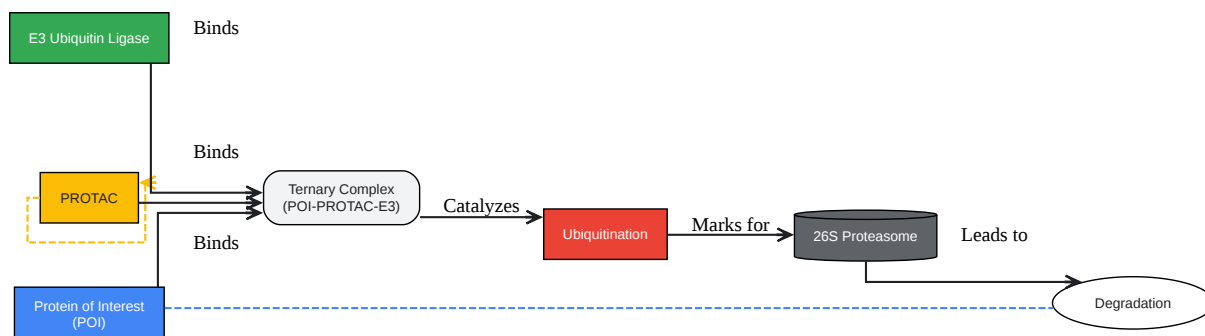 E3 Ubiquitin Ligase
Binds
Binds
PROTAC
Ternary Complex
(POI-PROTAC-E3)
Catalyzes
Binds
Ubiquitination
Marks for
26S Proteasome
Leads to
Protein of Interest
(POI)
Degradation